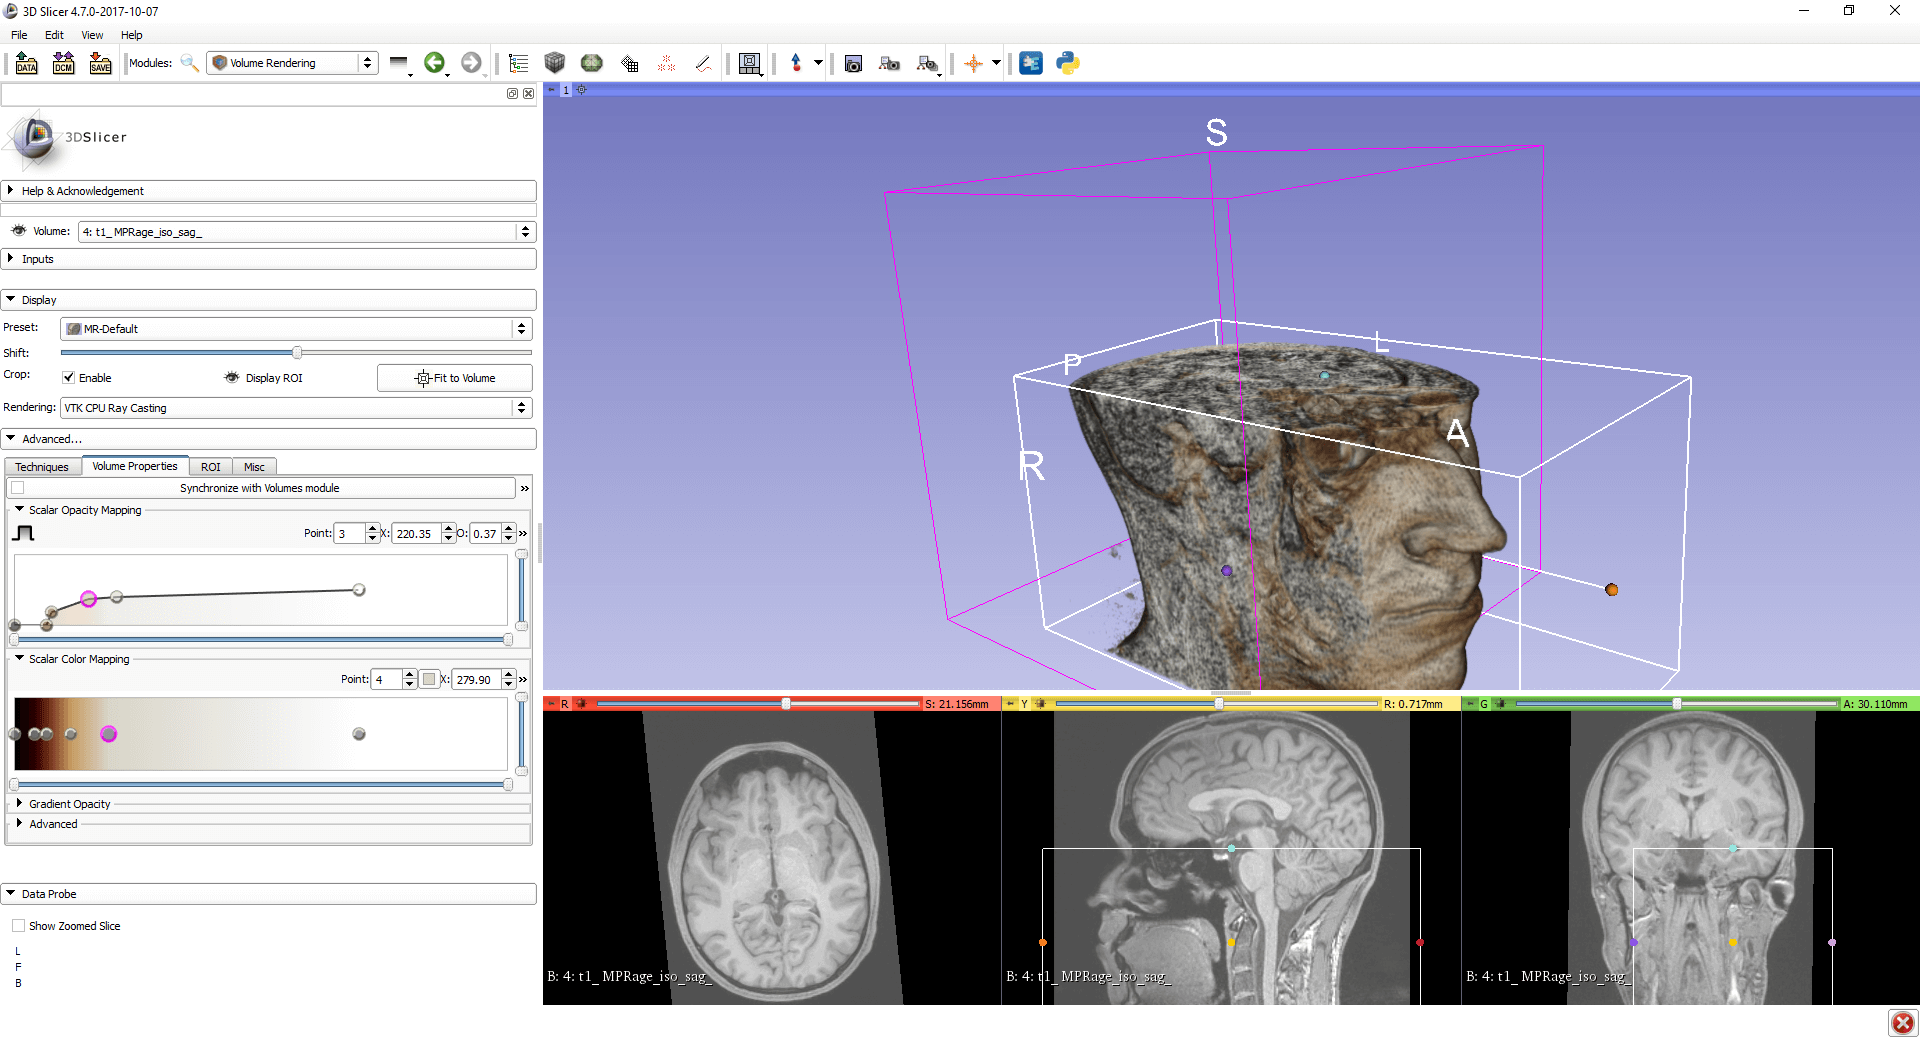 3D Slicer 4.7.0-2017-10-07
File Edit View Help
DATA DCM SAVE Modules: Volume Rendering
1
3DSlicer
Help & Acknowledgement
Volume: 4: t1_MPRage_iso_sag_
Inputs
Display
Preset: MR-Default
Shift:
Crop: Enable Display ROI Fit to Volume
Rendering: VTK CPU Ray Casting
Advanced...
Techniques Volume Properties ROI Misc
Synchronize with Volumes module »
Scalar Opacity Mapping
Point: 3 X: 220.35 O: 0.37 »
Scalar Color Mapping
Point: 4 X: 279.90 »
Gradient Opacity
Advanced
Data Probe
Show Zoomed Slice
L
F
B
S
L
P
A
R
R S: 21.156mm
Y R: 0.717mm
G A: 30.110mm
B: 4: t1_MPRage_iso_sag_
B: 4: t1_MPRage_iso_sag_
B: 4: t1_MPRage_iso_sag_